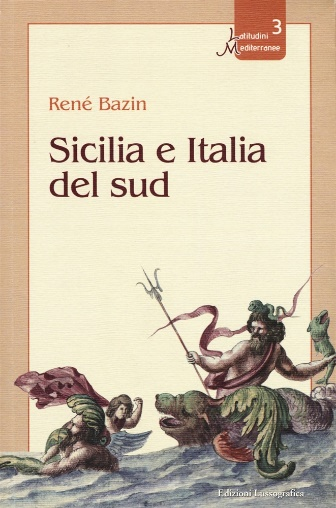 3
Latitudini
Mediterranee
René Bazin
Sicilia e Italia
del sud
Edizioni Lussografica